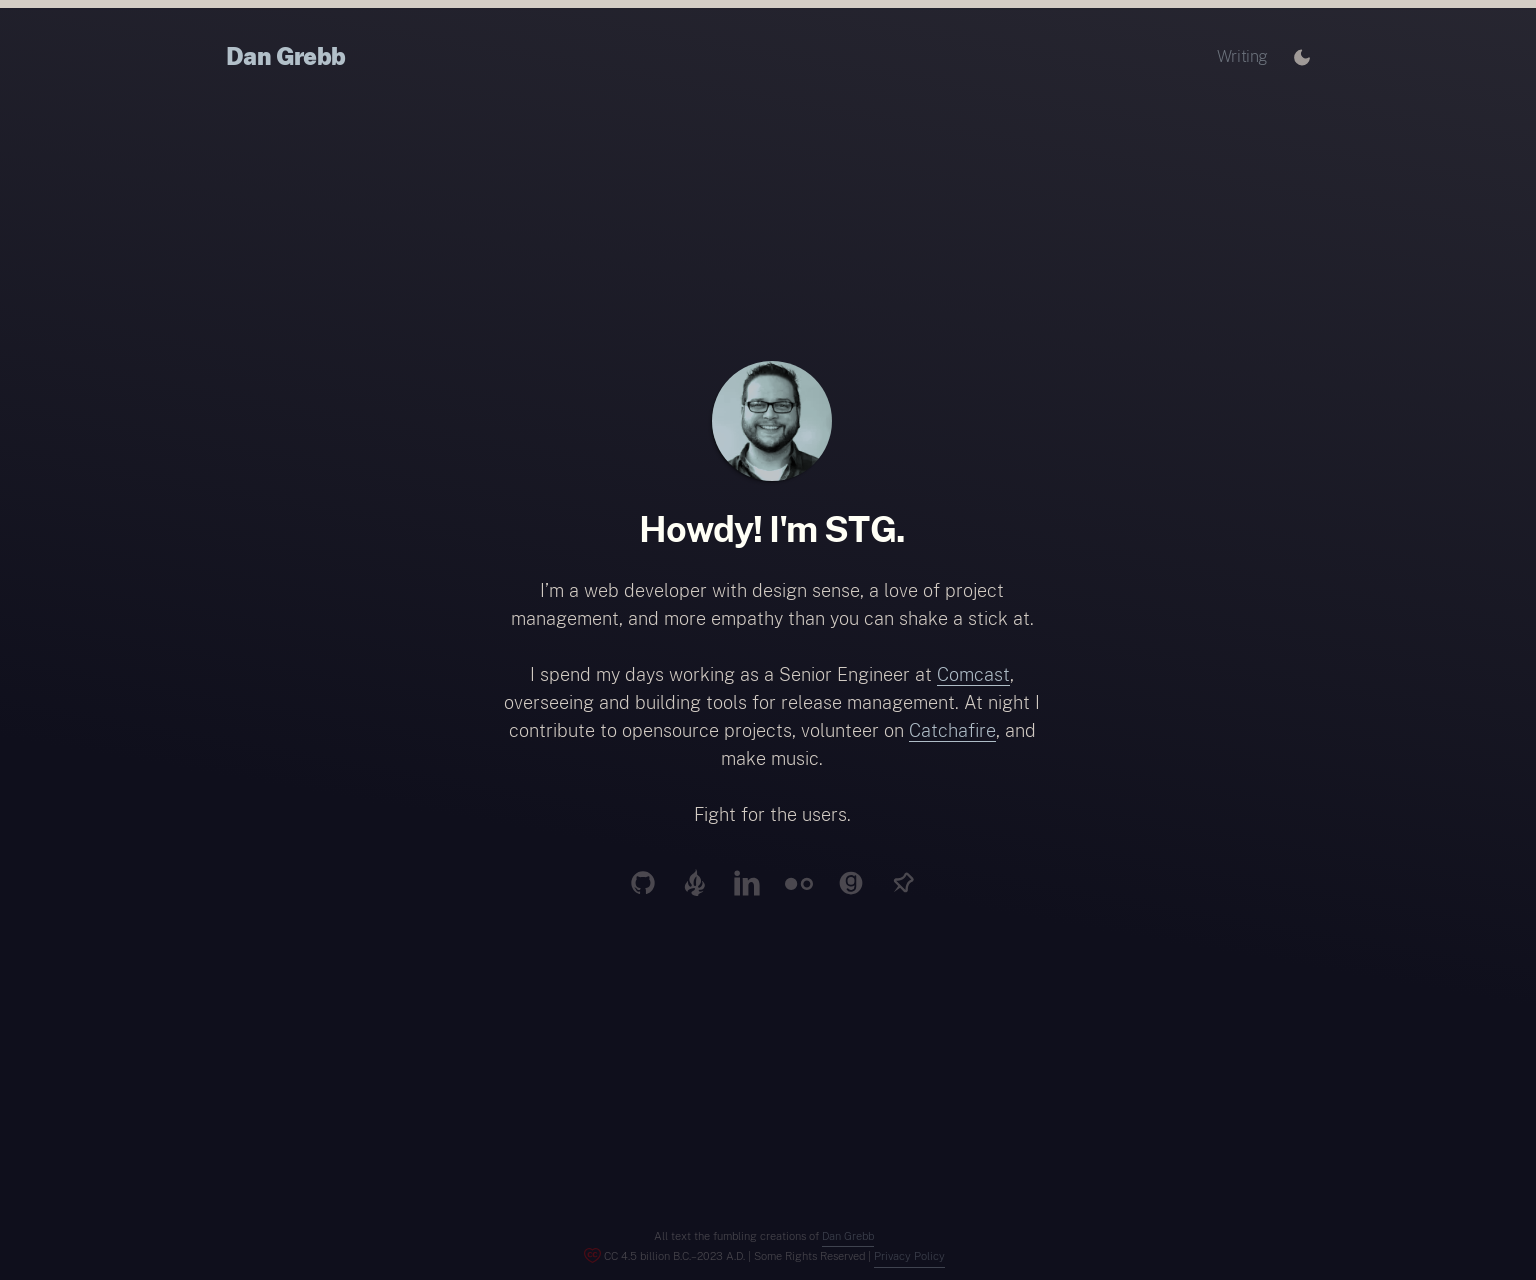 Dan Grebb
Writing
Howdy! I'm STG.
I’m a web developer with design sense, a love of project
management, and more empathy than you can shake a stick at.
I spend my days working as a Senior Engineer at Comcast,
overseeing and building tools for release management. At night I
contribute to opensource projects, volunteer on Catchafire, and
make music.
Fight for the users.
All text the fumbling creations of Dan Grebb
CC 4.5 billion B.C.–2023 A.D. | Some Rights Reserved | Privacy Policy